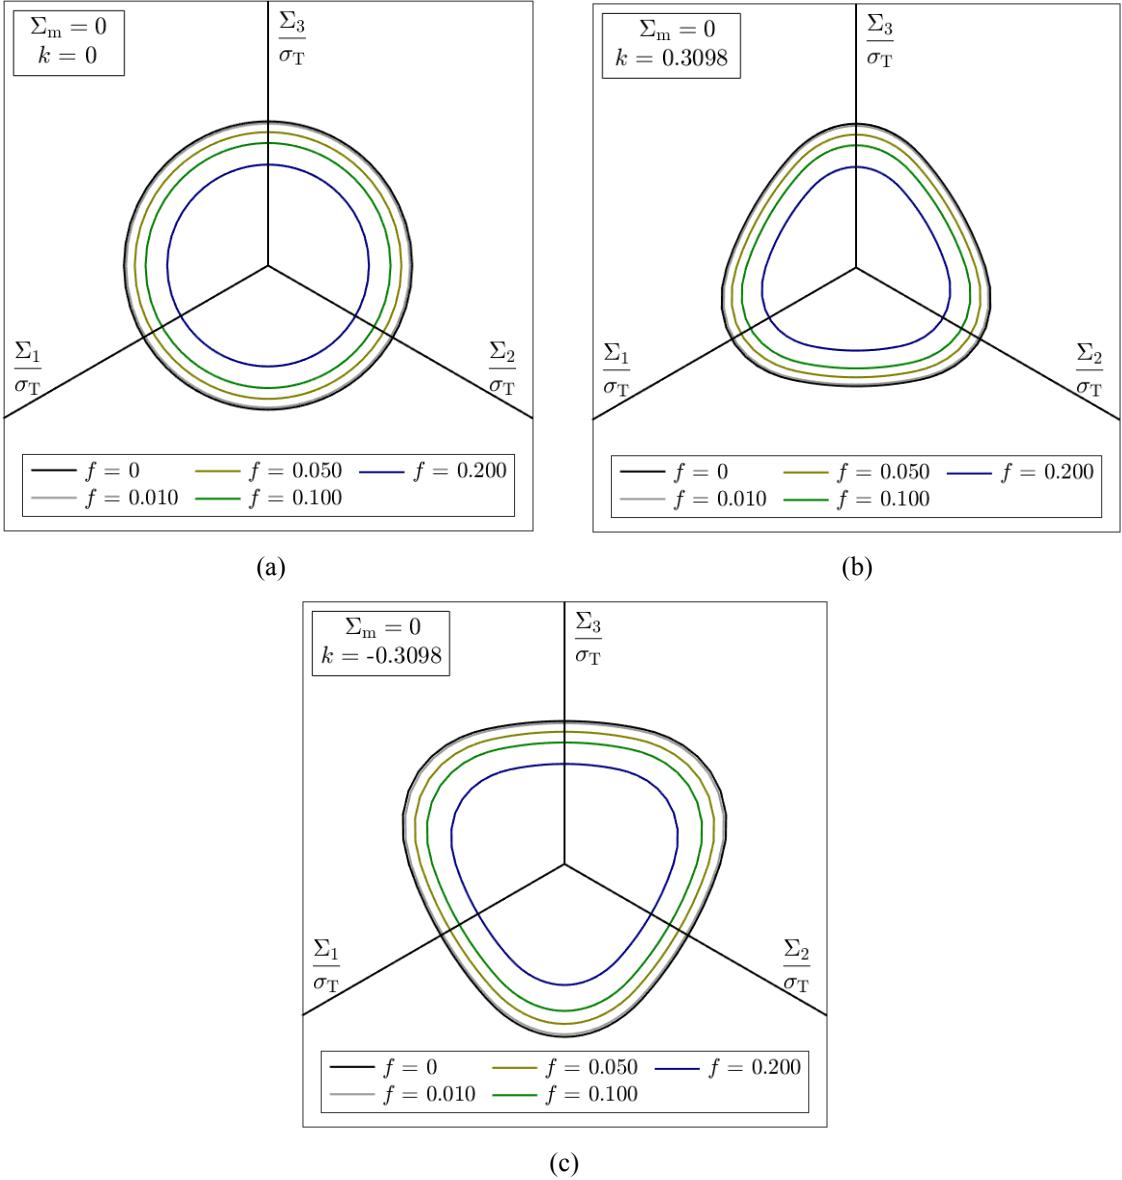 Σm = 0
k = 0
Σ3
σT
Σ1
σT
Σ2
σT
f = 0
f = 0.050
f = 0.200
f = 0.010
f = 0.100
(a)
Σm = 0
k = 0.3098
Σ3
σT
Σ1
σT
Σ2
σT
f = 0
f = 0.050
f = 0.200
f = 0.010
f = 0.100
(b)
Σm = 0
k = -0.3098
Σ3
σT
Σ1
σT
Σ2
σT
f = 0
f = 0.050
f = 0.200
f = 0.010
f = 0.100
(c)